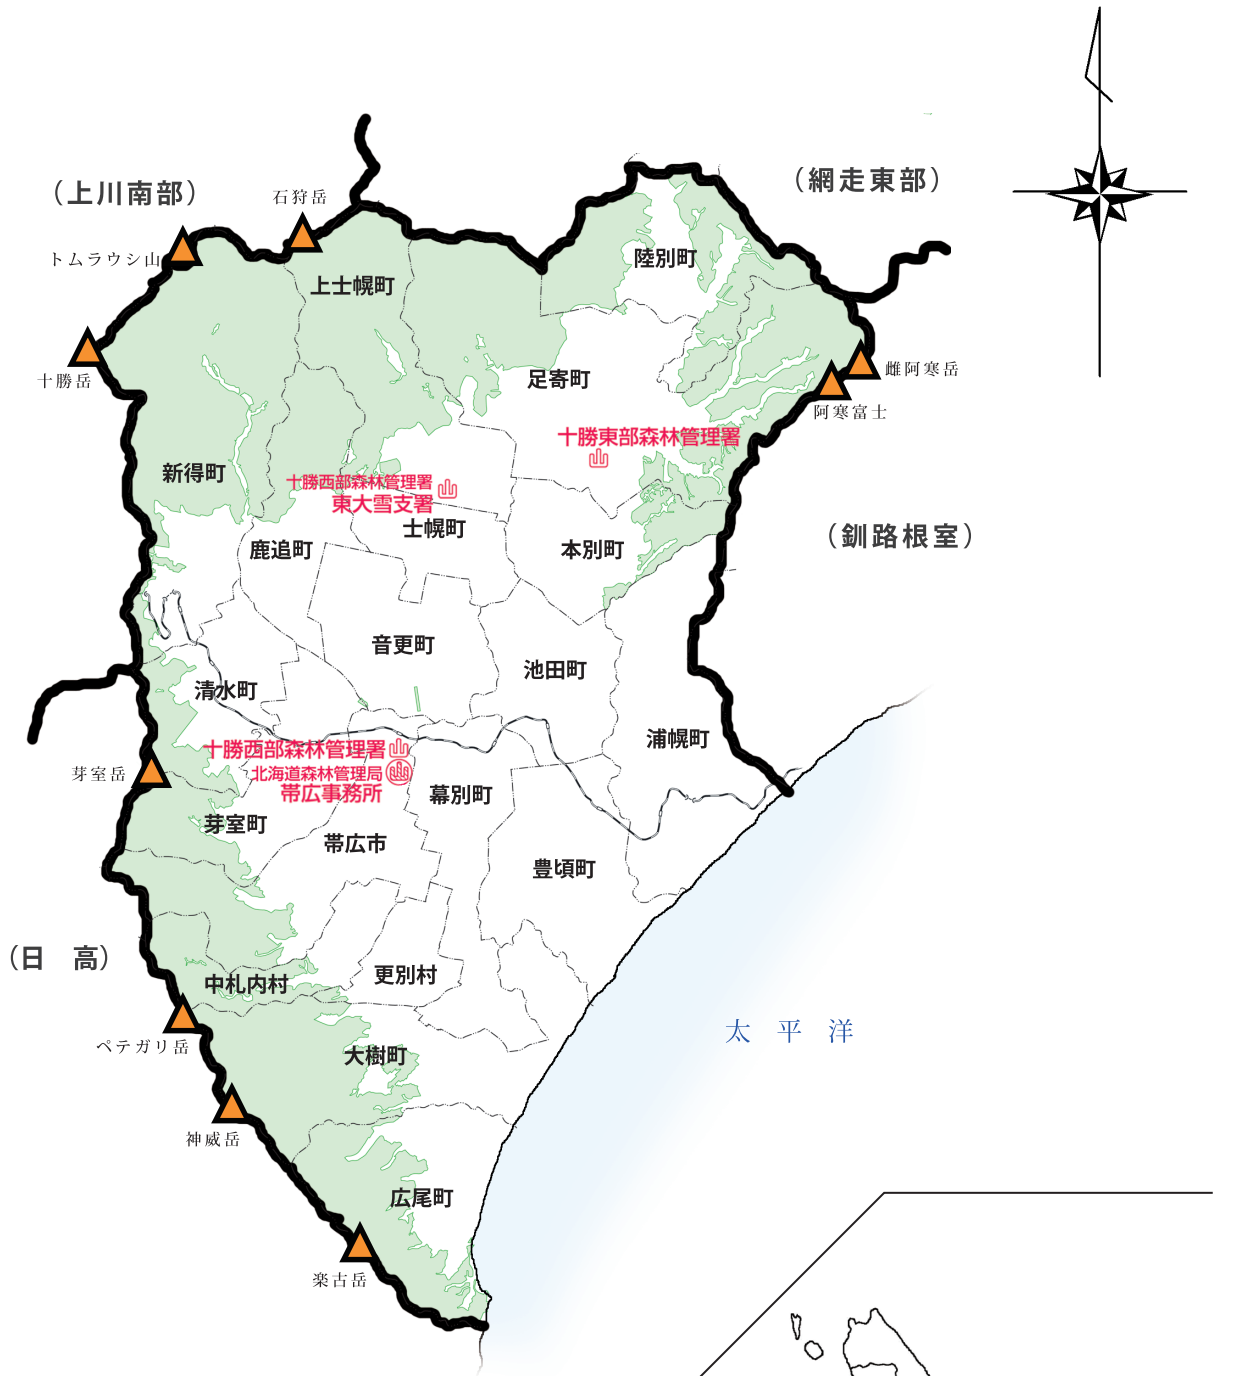 （上川南部）
石狩岳
（網走東部）
トムラウシ山
上士幌町
陸別町
十勝岳
足寄町
雌阿寒岳
阿寒富士
十勝東部森林管理署
新得町
十勝西部森林管理署
東大雪支署
士幌町
鹿追町
本別町
（釧路根室）
音更町
池田町
清水町
浦幌町
十勝西部森林管理署
北海道森林管理局
帯広事務所
芽室岳
幕別町
芽室町
帯広市
豊頃町
（日　高）
中札内村
更別村
太　平　洋
ペテガリ岳
大樹町
神威岳
広尾町
楽古岳